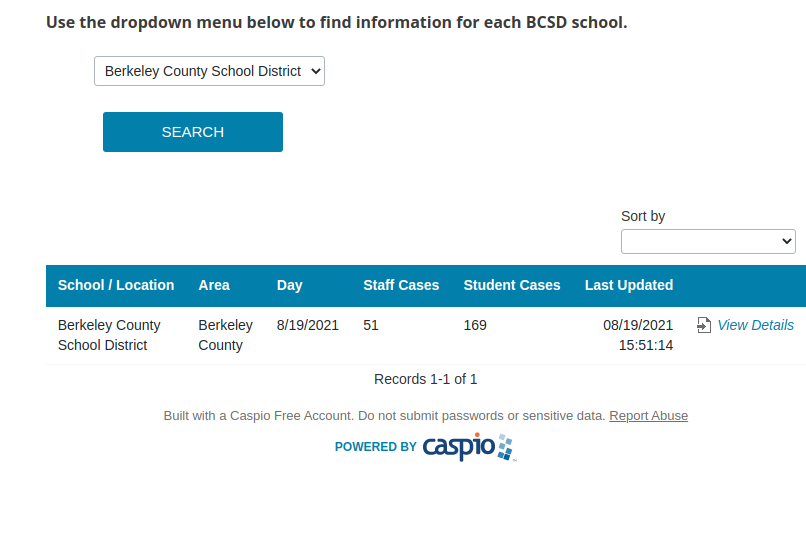 Use the dropdown menu below to find information for each BCSD school.
Berkeley County School District
SEARCH
Sort by
School / Location Area Day Staff Cases Student Cases Last Updated
Berkeley County Berkeley 8/19/2021 51 169 08/19/2021 View Details
School District County 15:51:14
Records 1-1 of 1
Built with a Caspio Free Account. Do not submit passwords or sensitive data. Report Abuse
POWERED BY caspio